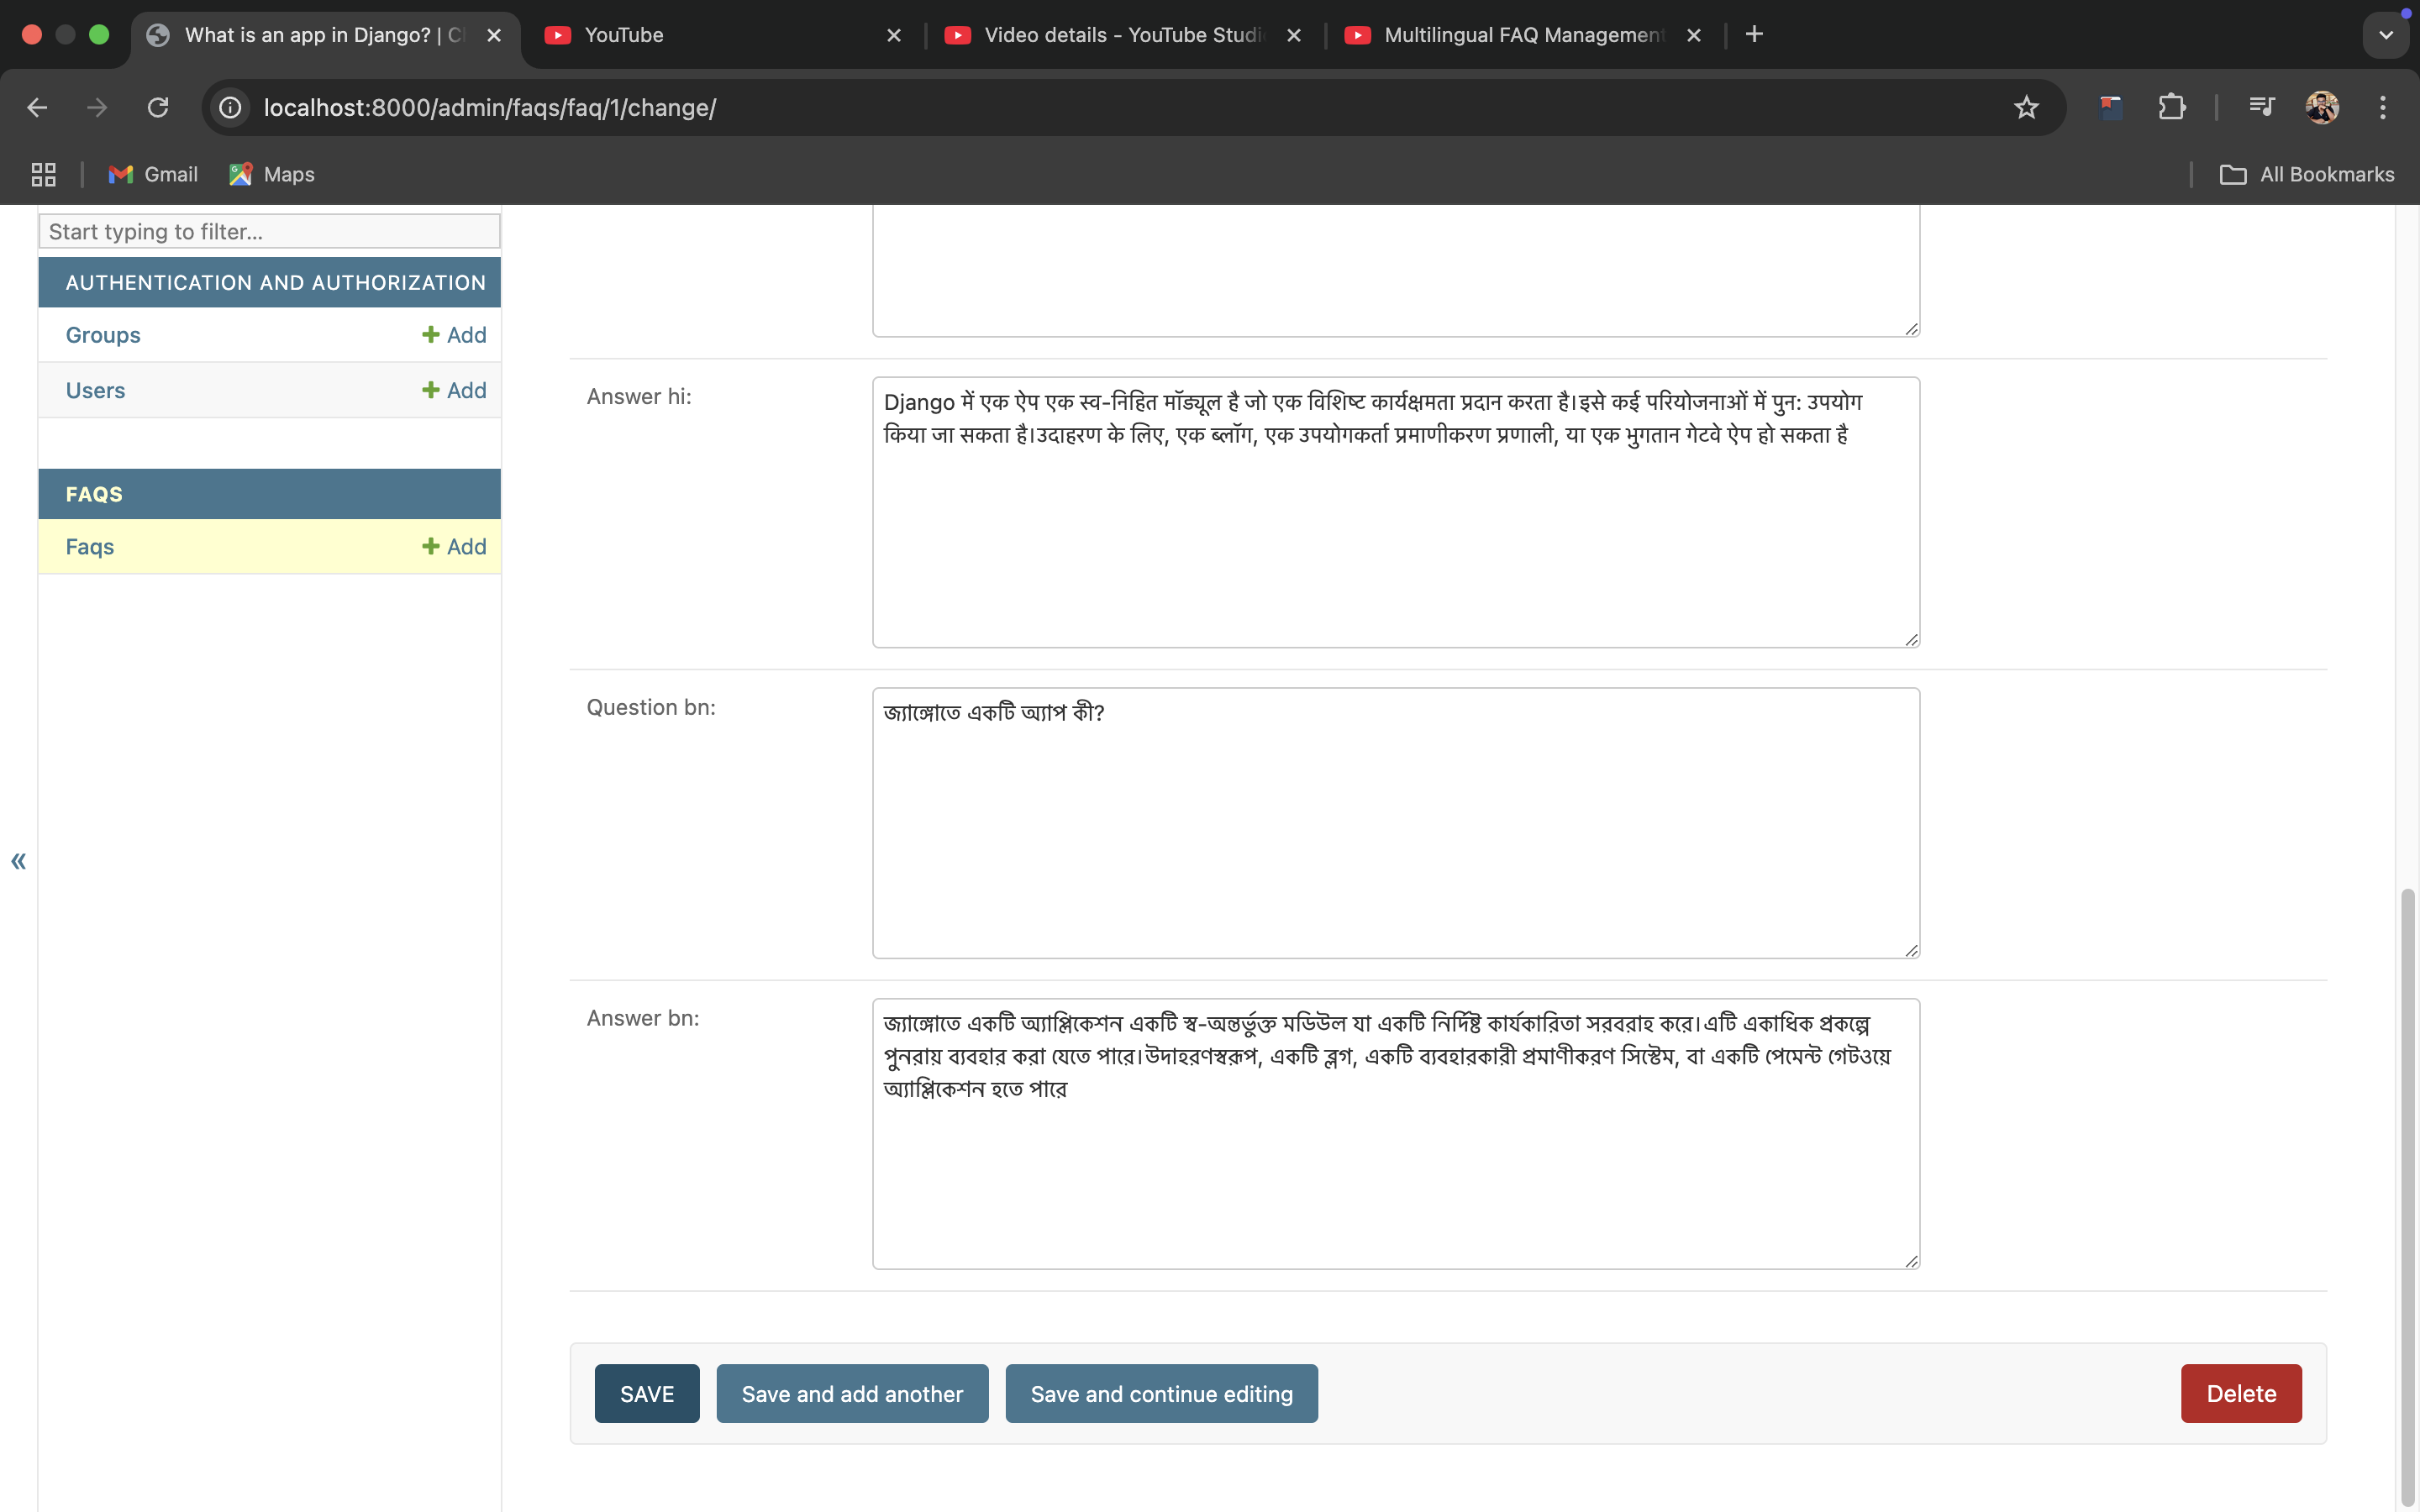 What is an app in Django? | C
YouTube
Video details - YouTube Studi
Multilingual FAQ Management
localhost:8000/admin/faqs/faq/1/change/
Gmail
Maps
All Bookmarks
Start typing to filter...
AUTHENTICATION AND AUTHORIZATION
Groups
Add
Users
Add
FAQS
Faqs
Add
«
Answer hi:
Django में एक ऐप एक स्व-निहित मॉड्यूल है जो एक विशिष्ट कार्यक्षमता प्रदान करता है।इसे कई परियोजनाओं में पुन: उपयोग
किया जा सकता है।उदाहरण के लिए, एक ब्लॉग, एक उपयोगकर्ता प्रमाणीकरण प्रणाली, या एक भुगतान गेटवे ऐप हो सकता है
Question bn:
জ্যাঙ্গোতে একটি অ্যাপ কী?
Answer bn:
জ্যাঙ্গোতে একটি অ্যাপ্লিকেশন একটি স্ব-অন্তর্ভুক্ত মডিউল যা একটি নির্দিষ্ট কার্যকারিতা সরবরাহ করে।এটি একাধিক প্রকল্পে
পুনরায় ব্যবহার করা যেতে পারে।উদাহরণস্বরূপ, একটি ব্লগ, একটি ব্যবহারকারী প্রমাণীকরণ সিস্টেম, বা একটি পেমেন্ট গেটওয়ে
অ্যাপ্লিকেশন হতে পারে
SAVE
Save and add another
Save and continue editing
Delete